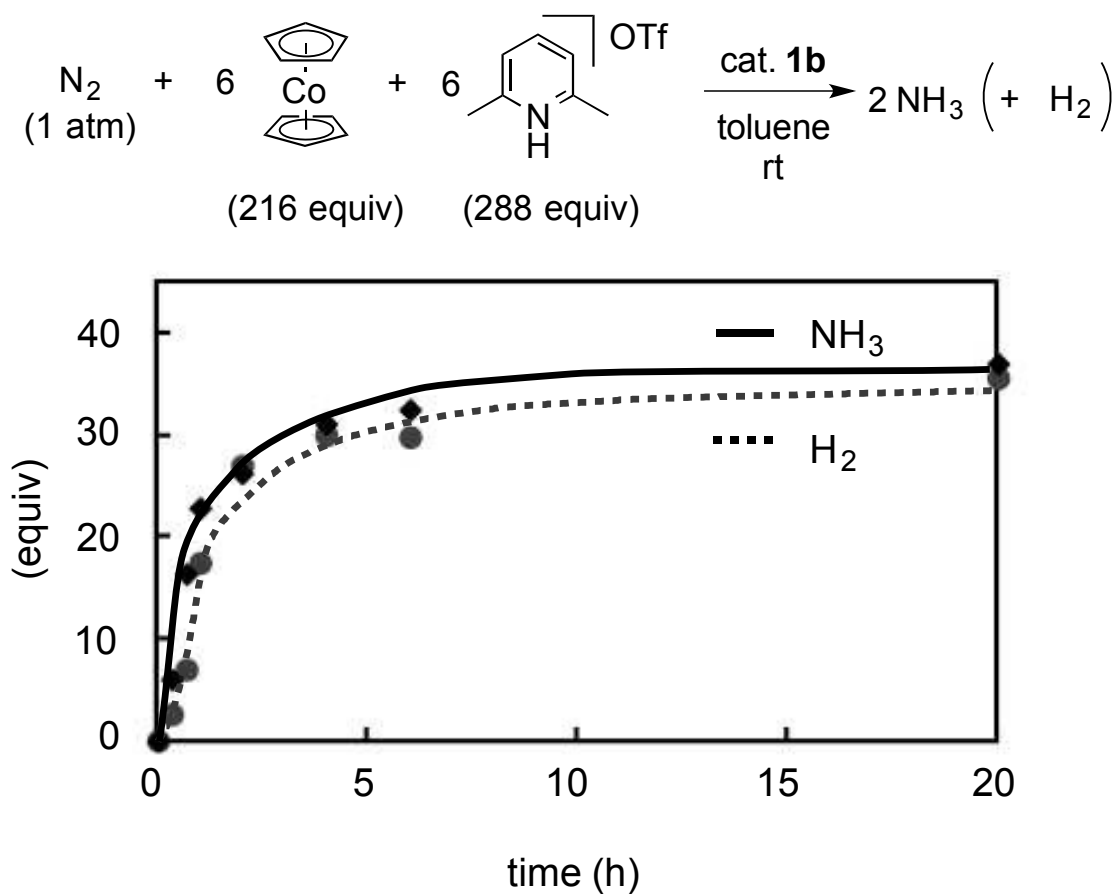 N2 + 6 Co + 6 N H OTf cat. 1b 2 NH3 ( + H2 )
(1 atm) toluene
rt
(216 equiv) (288 equiv)
40
30
20
10
0
NH3
H2
(equiv)
0 5 10 15 20
time (h)